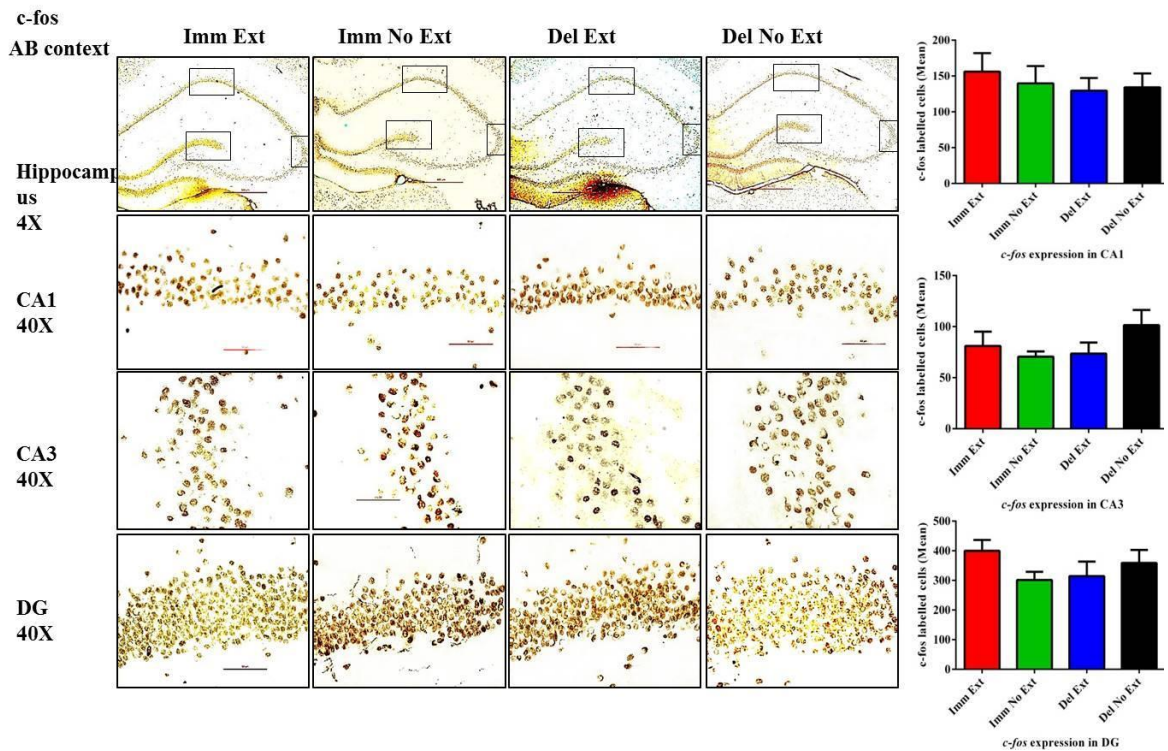 c-fos
AB context
Imm Ext
Imm No Ext
Del Ext
Del No Ext
Hippocamp
us
4X
CA1
40X
CA3
40X
DG
40X
c-fos labelled cells (Mean)
200
150
100
50
0
Imm Ext
Imm No Ext
Del Ext
Del No Ext
c-fos expression in CA1
c-fos labelled cells (Mean)
150
100
50
0
Imm Ext
Imm No Ext
Del Ext
Del No Ext
c-fos expression in CA3
c-fos labelled cells (Mean)
500
400
300
200
100
0
Imm Ext
Imm No Ext
Del Ext
Del No Ext
c-fos expression in DG